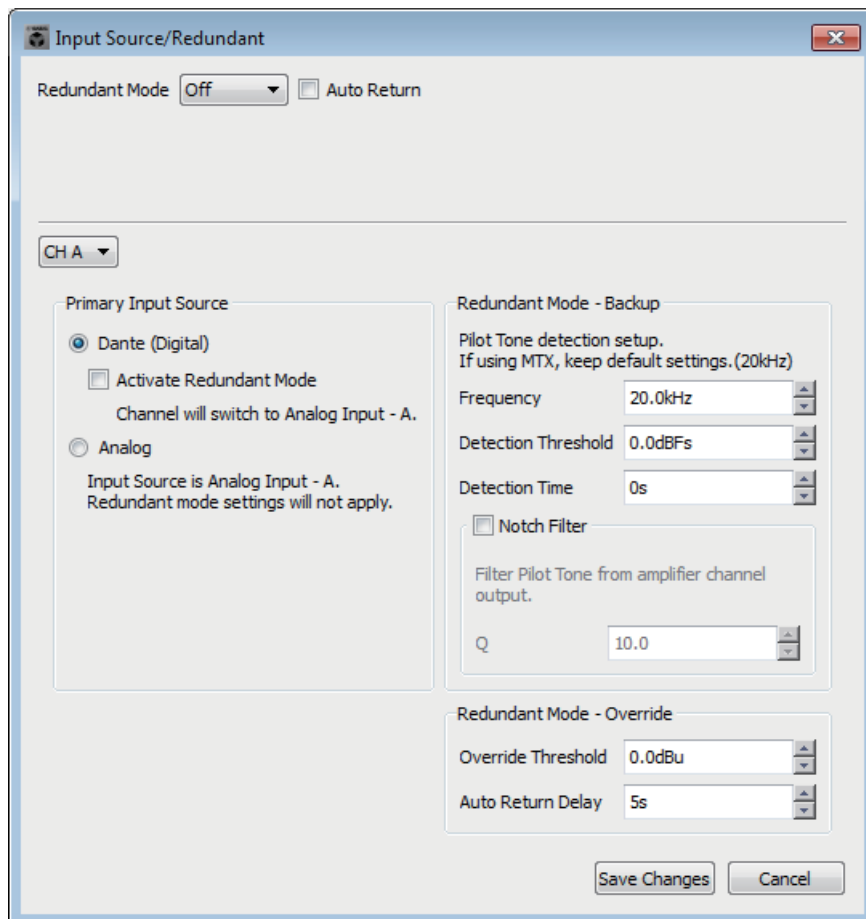 Input Source/Redundant
Redundant Mode Off Auto Return
CH A
Primary Input Source
Dante (Digital)
Activate Redundant Mode
Channel will switch to Analog Input - A.
Analog
Input Source is Analog Input - A.
Redundant mode settings will not apply.
Redundant Mode - Backup
Pilot Tone detection setup.
If using MTX, keep default settings.(20kHz)
Frequency 20.0kHz
Detection Threshold 0.0dBFs
Detection Time 0s
Notch Filter
Filter Pilot Tone from amplifier channel
output.
Q 10.0
Redundant Mode - Override
Override Threshold 0.0dBu
Auto Return Delay 5s
Save Changes Cancel